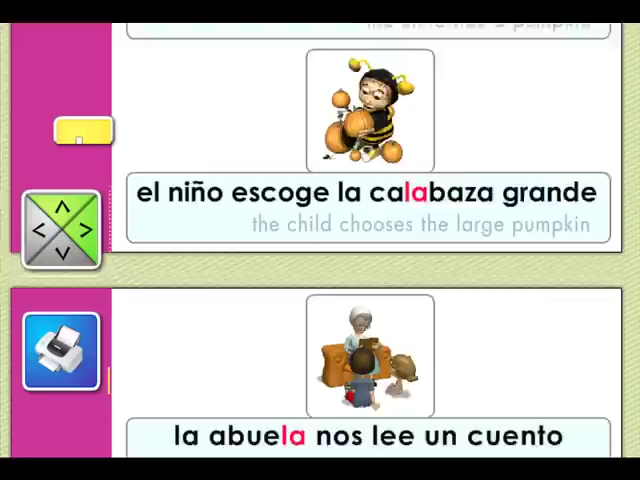 el niño escoge la calabaza grande
the child chooses the large pumpkin
la abuela nos lee un cuento